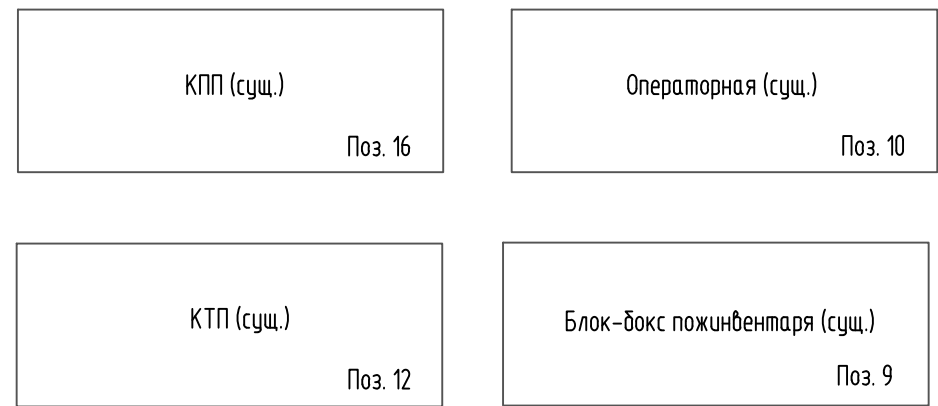 КПП (сущ.)
Поз. 16
Операторная (сущ.)
Поз. 10
КТП (сущ.)
Поз. 12
Блок-бокс пожинвентаря (сущ.)
Поз. 9